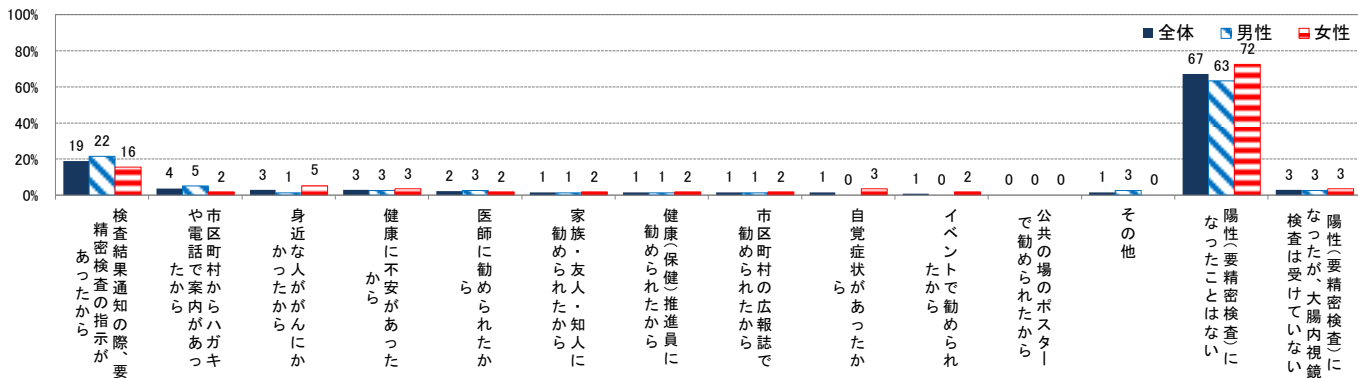 100%
80%
60%
40%
20%
0%
全体 男性 女性
19 22 16
4 5 2
3 1 5
3 3 3
2 3 2
1 1 2
1 1 2
1 1 2
1 0 3
1 0 2
0 0 0
1 3 0
67 63 72
3 3 3
検査結果通知の際、要
精密検査の指示が
あったから
市区町村からハガキ
や電話で案内があっ
たから
身近な人ががんにか
かったから
健康に不安があった
から
医師に勧められたか
ら
家族・友人・知人に
勧められたから
健康(保健)推進員に
勧められたから
市区町村の広報誌で
勧められたから
自覚症状があったか
ら
イベントで勧められ
たから
公共の場のポスター
で勧められたから
その他
陽性(要精密検査)に
なったことはない
陽性(要精密検査)に
なったが、大腸内視鏡
検査は受けていない